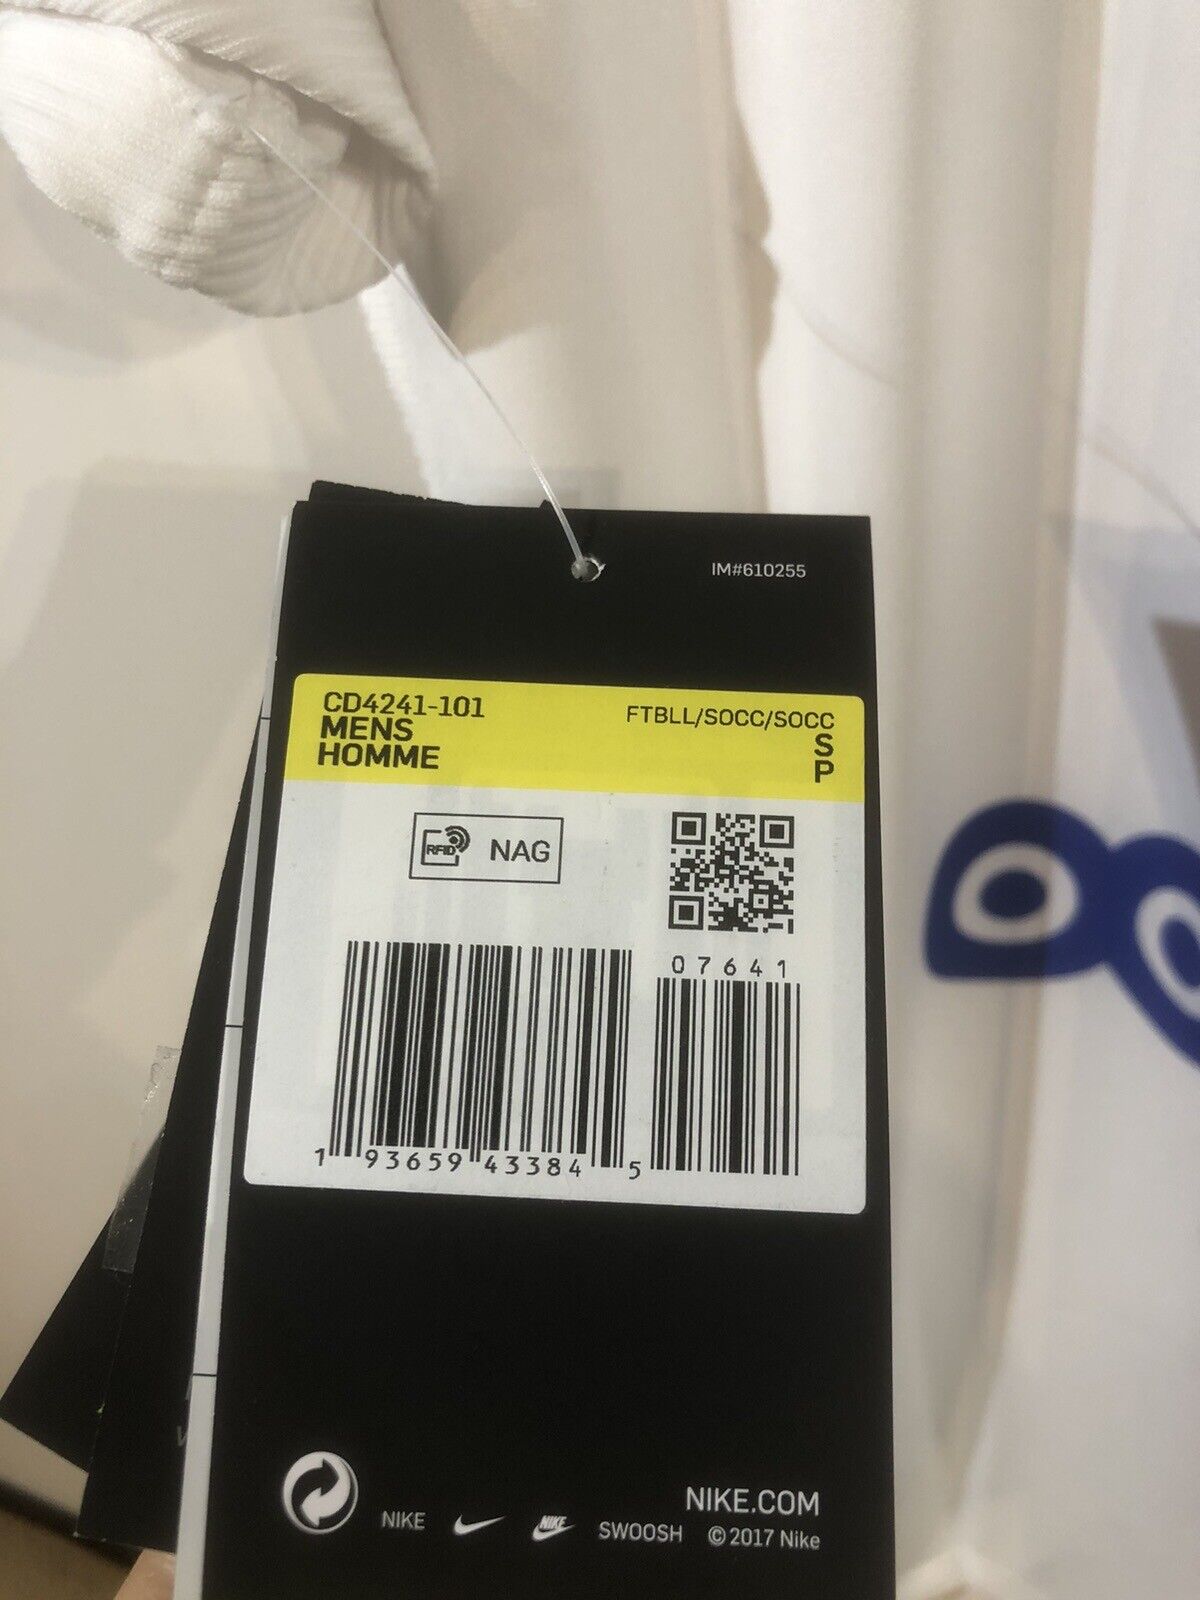 IM#610255
CD4241-101 FTBLL/SOCC/SOCC
MENS S
HOMME P
RFID NAG
07641
1 93659 43384 5
NIKE.COM
NIKE NIKE SWOOSH ©2017 Nike